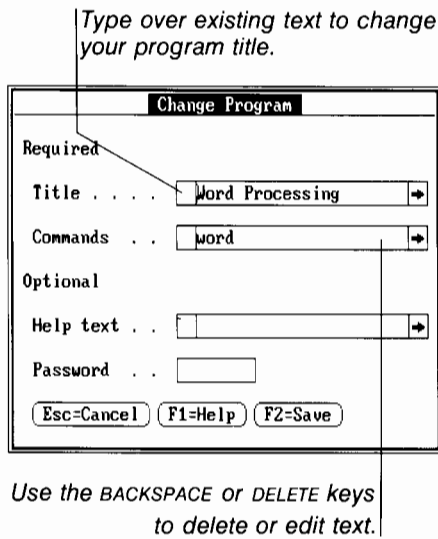 Type over existing text to change
your program title.
Change Program
Required
Title . . . . Word Processing →
Commands . . word →
Optional
Help text . . →
Password . .
Esc=Cancel F1=Help F2=Save
Use the BACKSPACE or DELETE keys
to delete or edit text.